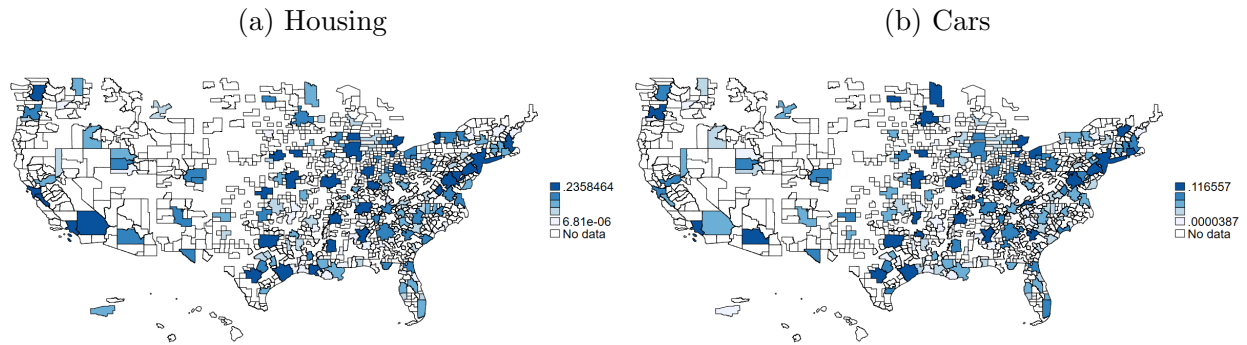 (a) Housing
(b) Cars
.2358464
6.81e-06
No data
.116557
.0000387
No data